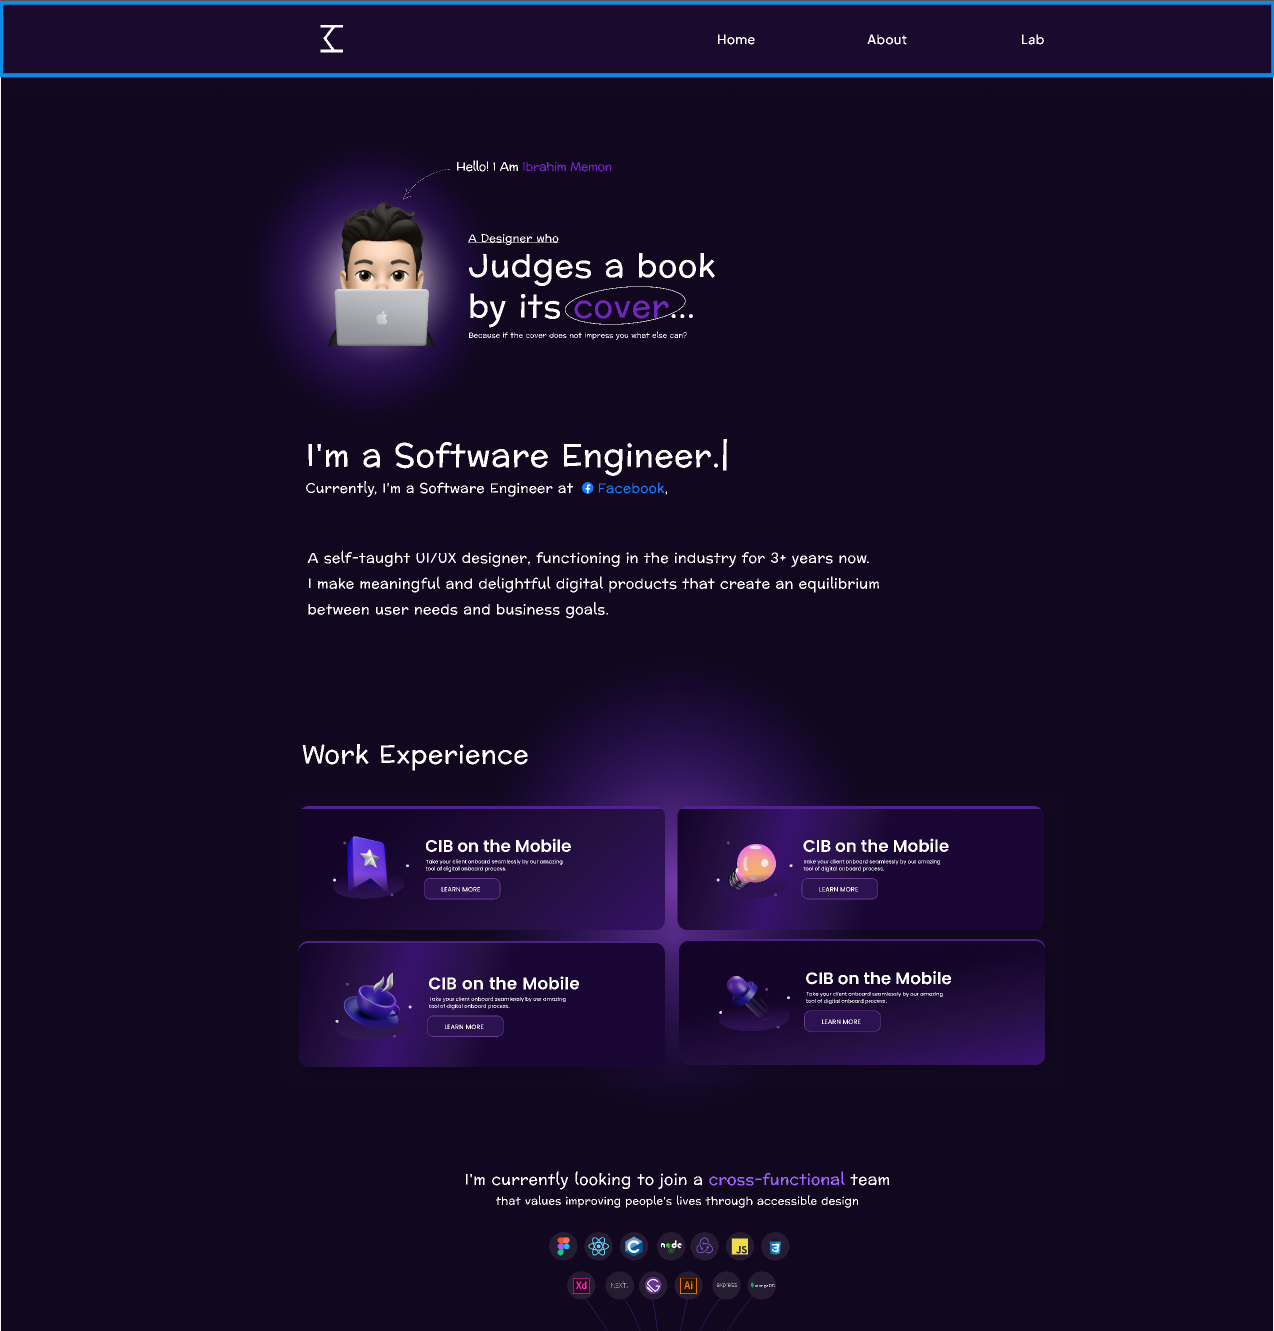 Home About Lab
Hello! I Am Ibrahim Memon
A Designer who
Judges a book
by its cover...
Because if the cover does not impress you what else can?
I'm a Software Engineer.
Currently, I'm a Software Engineer at Facebook,
A self-taught UI/UX designer, functioning in the industry for 3+ years now.
I make meaningful and delightful digital products that create an equilibrium
between user needs and business goals.
Work Experience
CIB on the Mobile
Take your client onboard seamlessly by our amazing
tool of digital onboard process.
LEARN MORE
CIB on the Mobile
Take your client onboard seamlessly by our amazing
tool of digital onboard process.
LEARN MORE
CIB on the Mobile
Take your client onboard seamlessly by our amazing
tool of digital onboard process.
LEARN MORE
CIB on the Mobile
Take your client onboard seamlessly by our amazing
tool of digital onboard process.
LEARN MORE
I'm currently looking to join a cross-functional team
that values improving people's lives through accessible design
C node JS 3
Xd NEXT. G Ai EXPRESS mongoDB